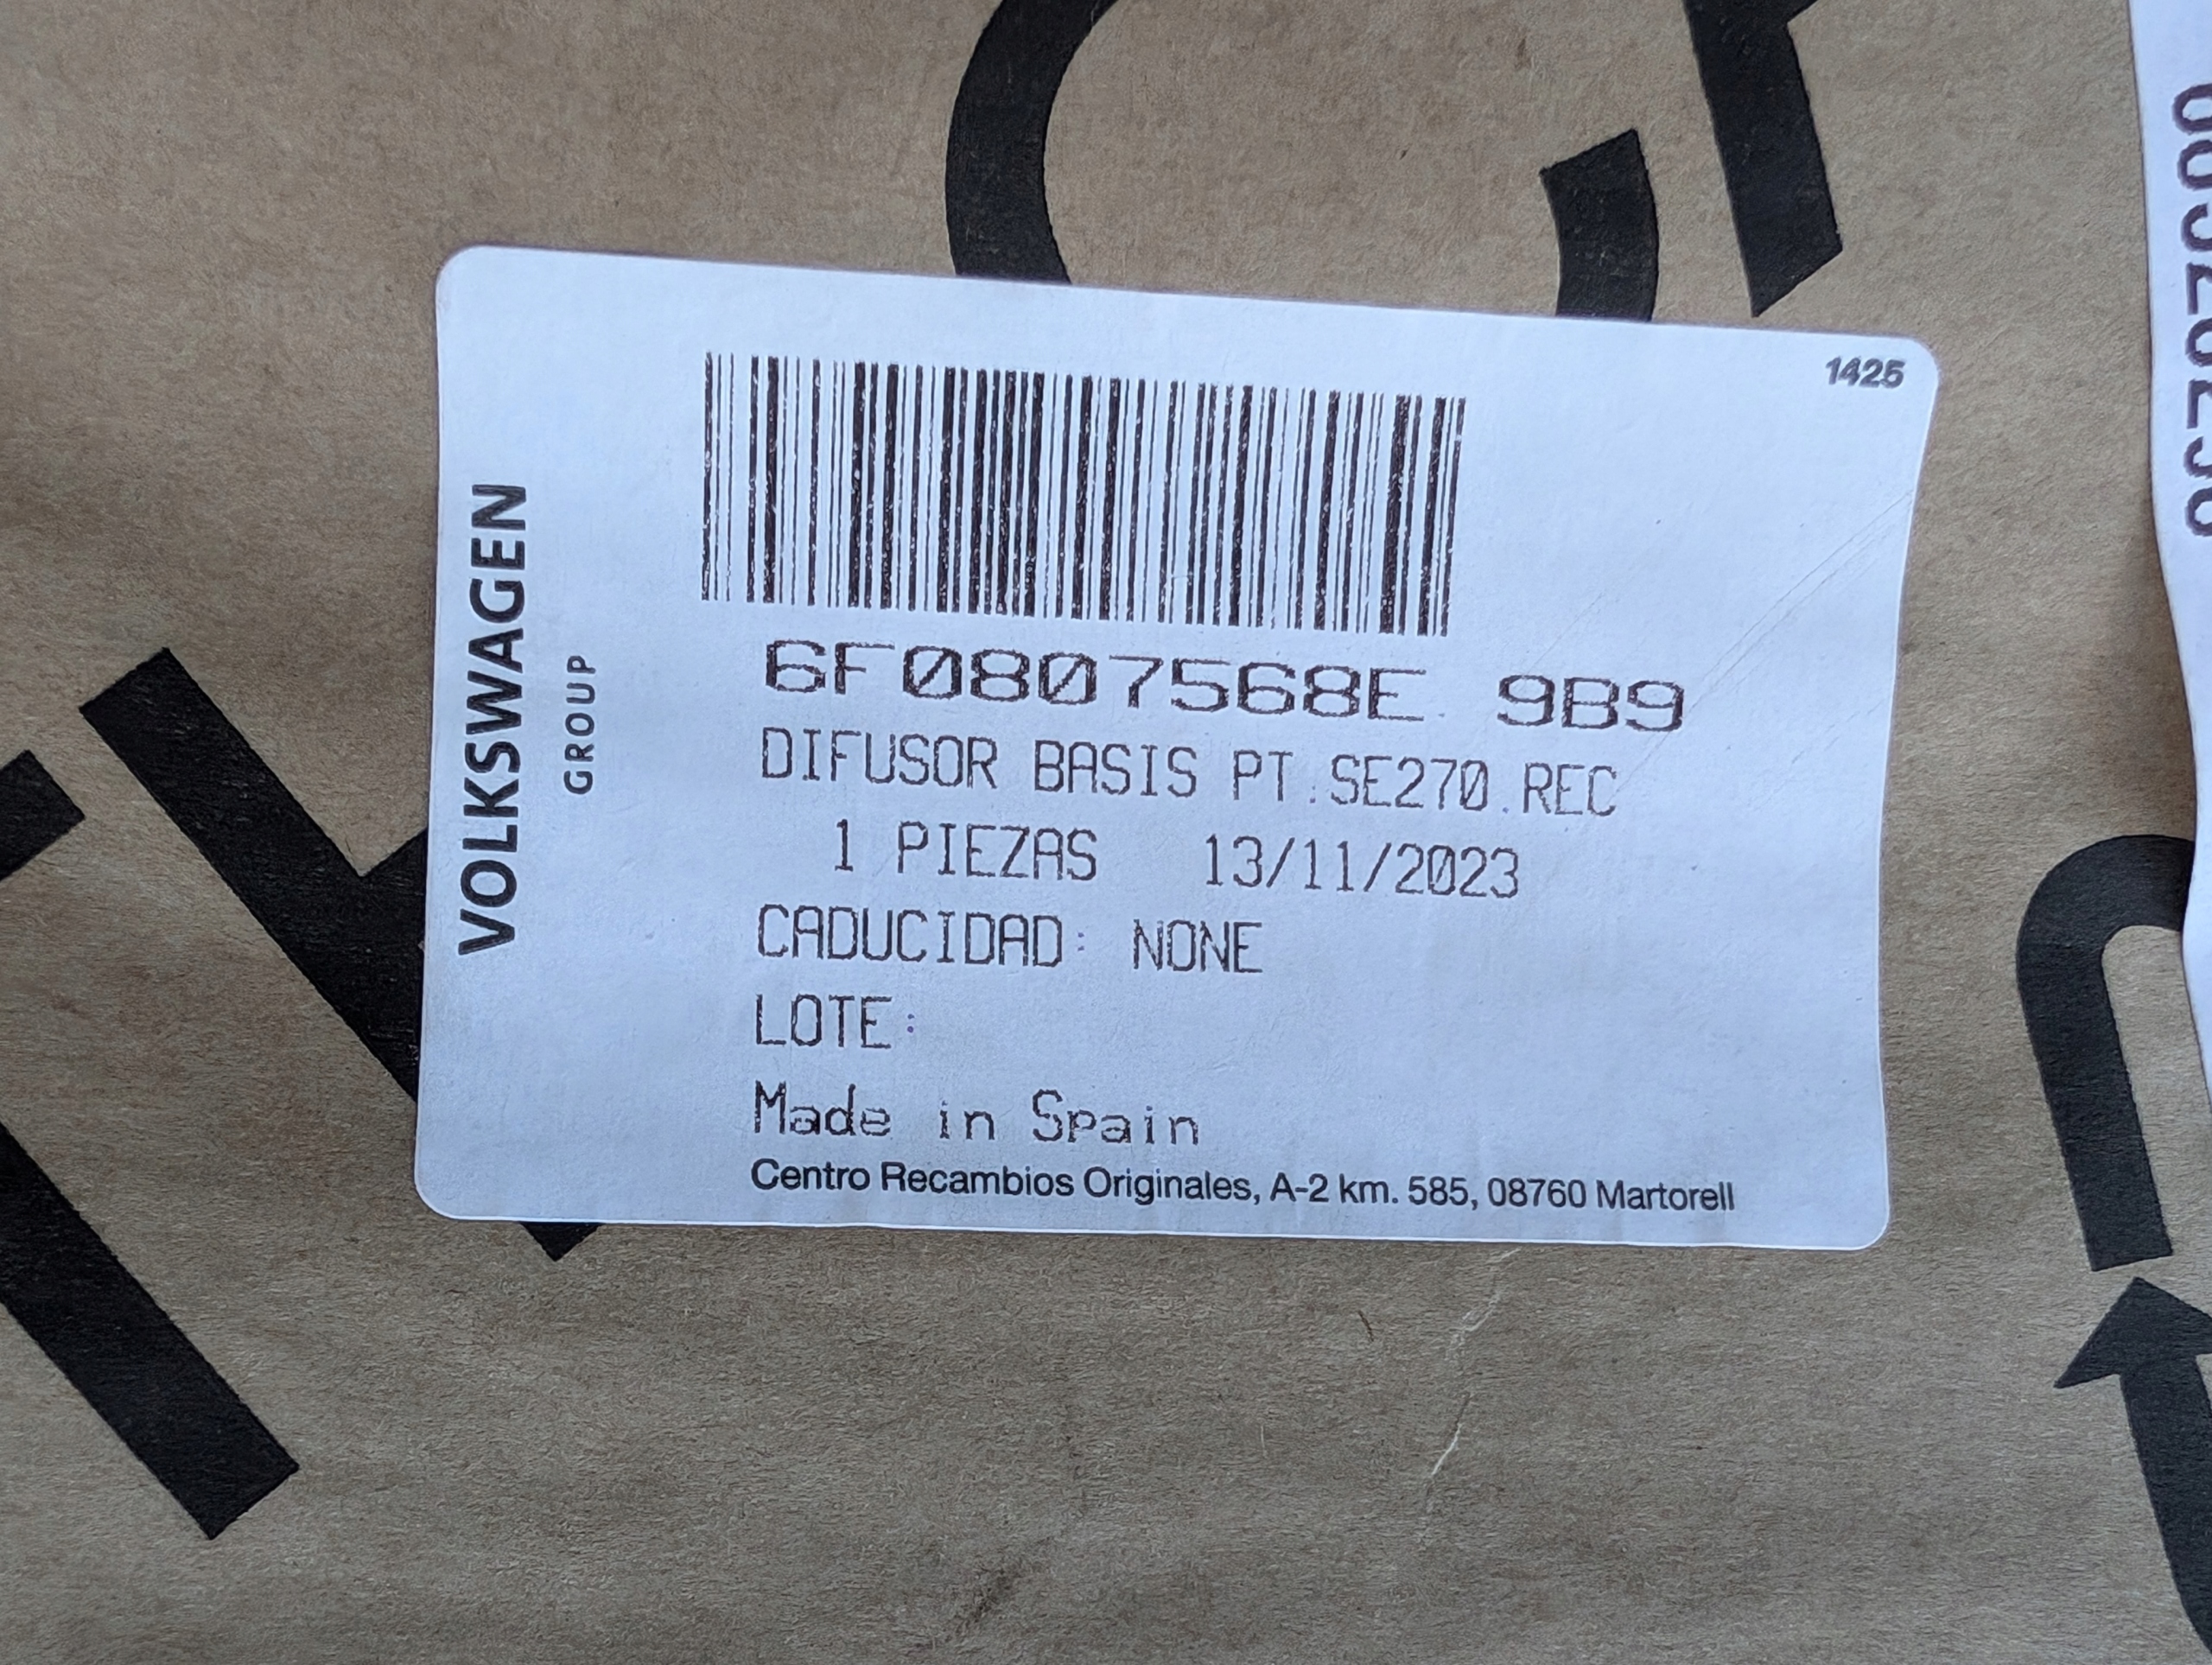 1425
VOLKSWAGEN
GROUP
6F0807568E 9B9
DIFUSOR BASIS PT.SE270.REC
1 PIEZAS 13/11/2023
CADUCIDAD: NONE
LOTE:
Made in Spain
Centro Recambios Originales, A-2 km. 585, 08760 Martorell